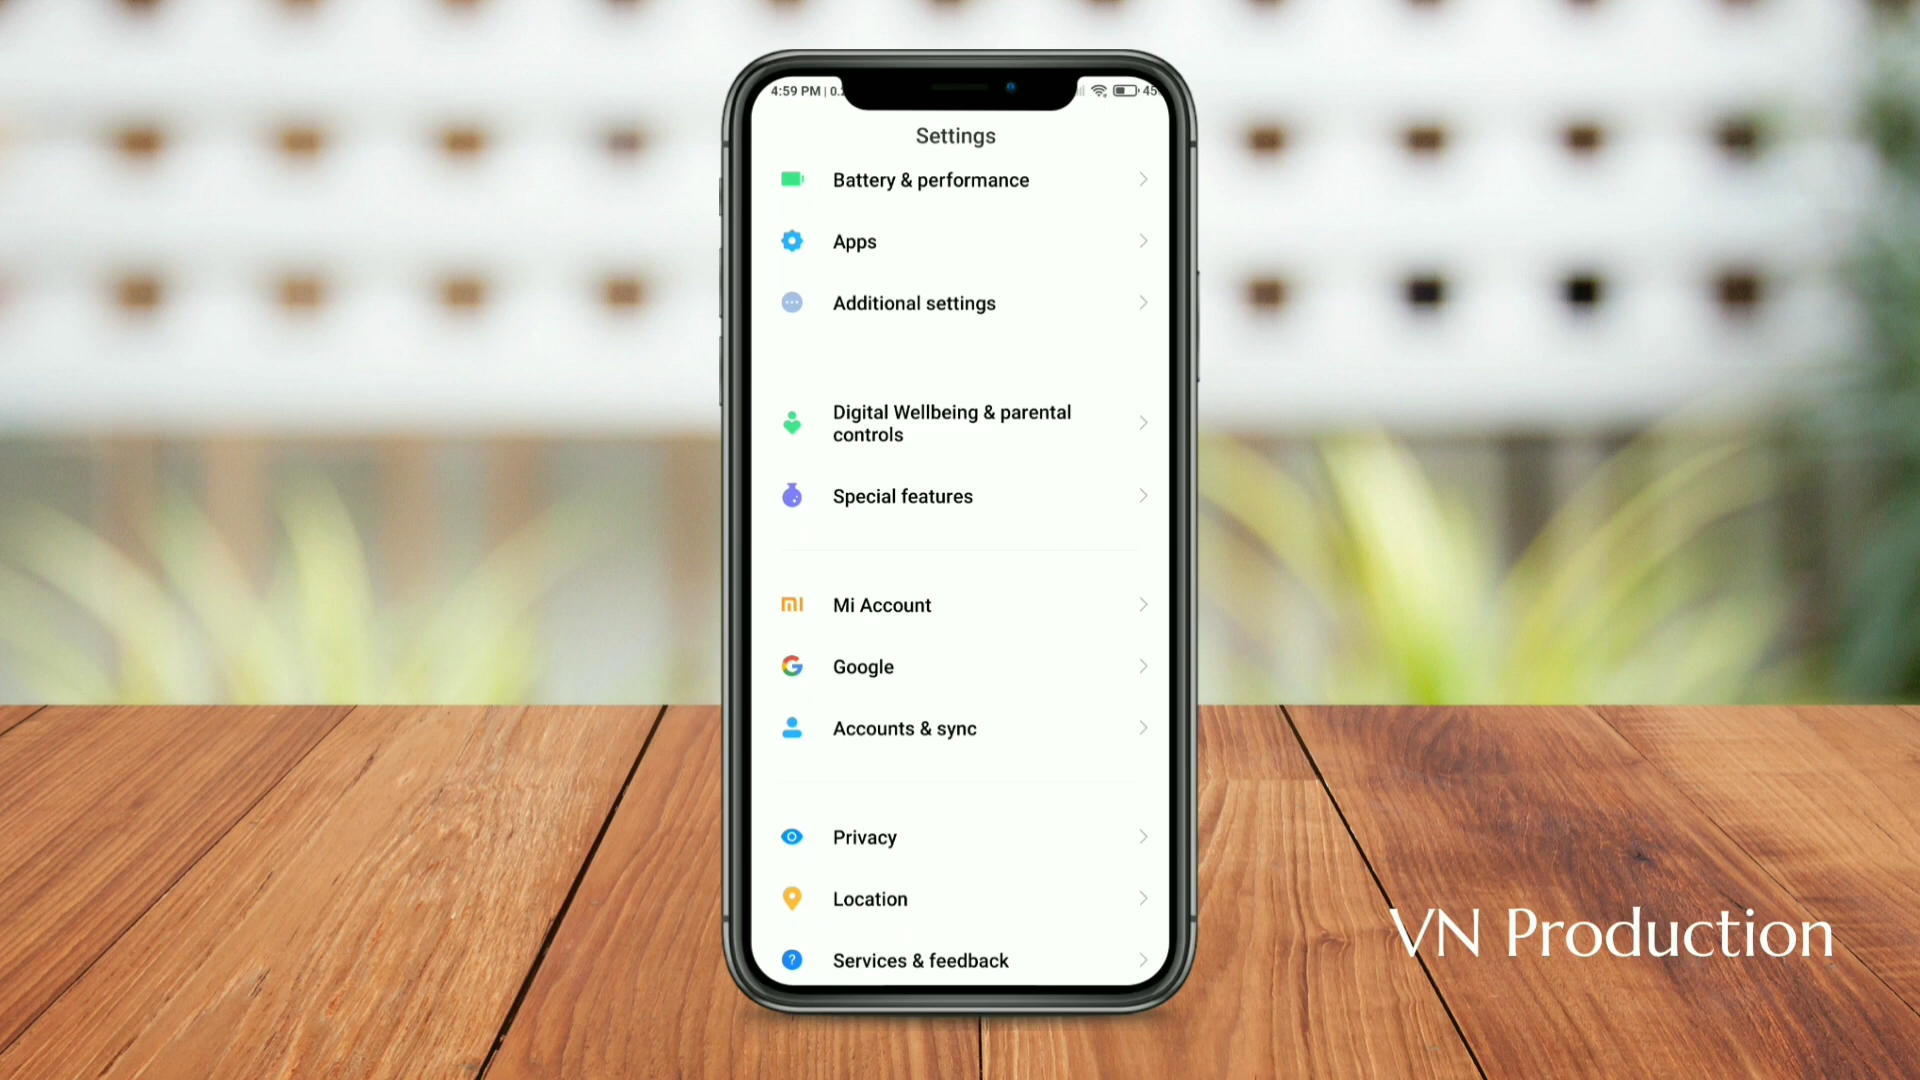 4:59 PM | 0.
45
Settings
Battery & performance
Apps
Additional settings
Digital Wellbeing & parental
controls
Special features
Mi Account
Google
Accounts & sync
Privacy
Location
Services & feedback
VN Production